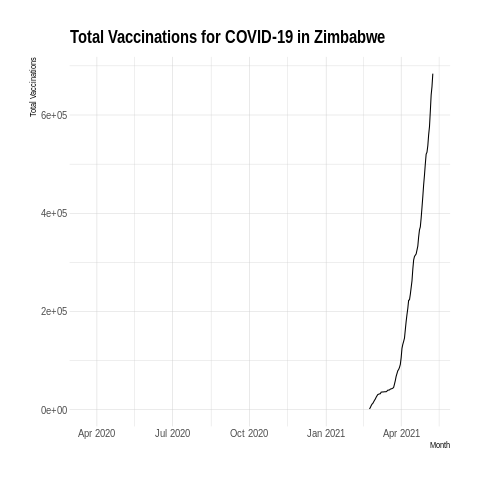 Total Vaccinations for COVID-19 in Zimbabwe
Total Vaccinations
6e+05
4e+05
2e+05
0e+00
Apr 2020 Jul 2020 Oct 2020 Jan 2021 Apr 2021
Month